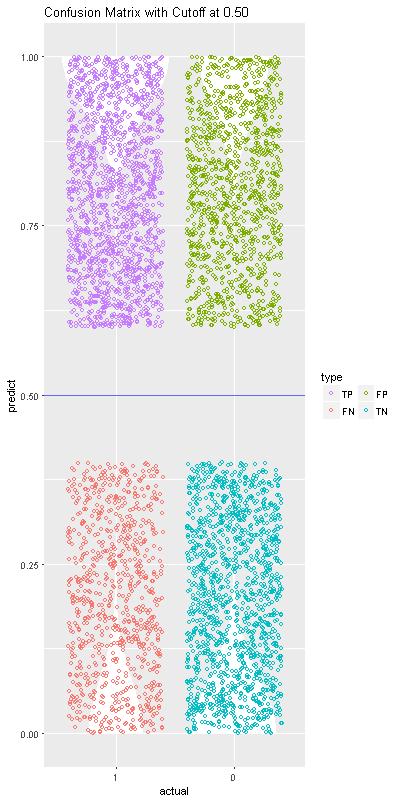 Confusion Matrix with Cutoff at 0.50
1.00
0.75
0.50
0.25
0.00
predict
1 0
actual
type
TP FP
FN TN